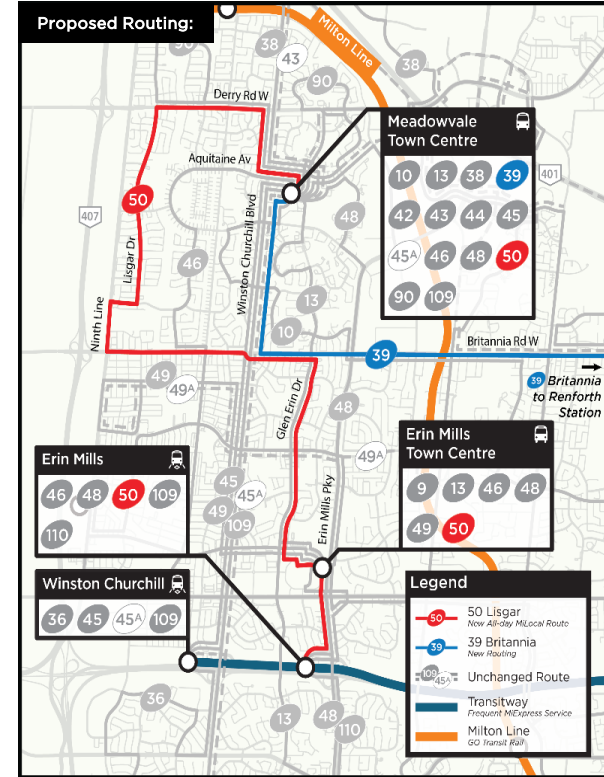 Proposed Routing:
Milton Line
90
38
43
90
38
Derry Rd W
Aquitaine Av
Meadowvale
Town Centre
10 13 38 39
42 43 44 45
45A 46 48 50
90 109
401
407
50
Lisgar Dr
Ninth Line
46
48
Winston Churchill Blvd
13
10
Britannia Rd W
39
39 Britannia
to Renforth
Station
49
49A
Glen Erin Dr
48
49A
Erin Mills Pky
45
45A
49
109
Erin Mills
46 48 50 109
110
Erin Mills
Town Centre
9 13 46 48
49 50
Winston Churchill
36 45 45A 109
36
13
48
110
Legend
50 50 Lisgar
New All-day MiLocal Route
39 39 Britannia
New Routing
109 45A Unchanged Route
Transitway
Frequent MiExpress Service
Milton Line
GO Transit Rail